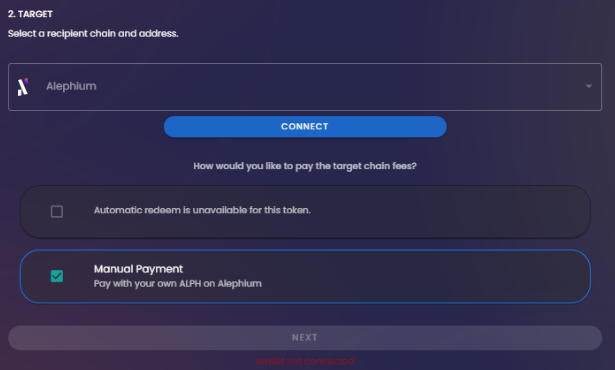 2. TARGET
Select a recipient chain and address.
Alephium
CONNECT
How would you like to pay the target chain fees?
Automatic redeem is unavailable for this token.
Manual Payment
Pay with your own ALPH on Alephium
NEXT
Wallet not connected